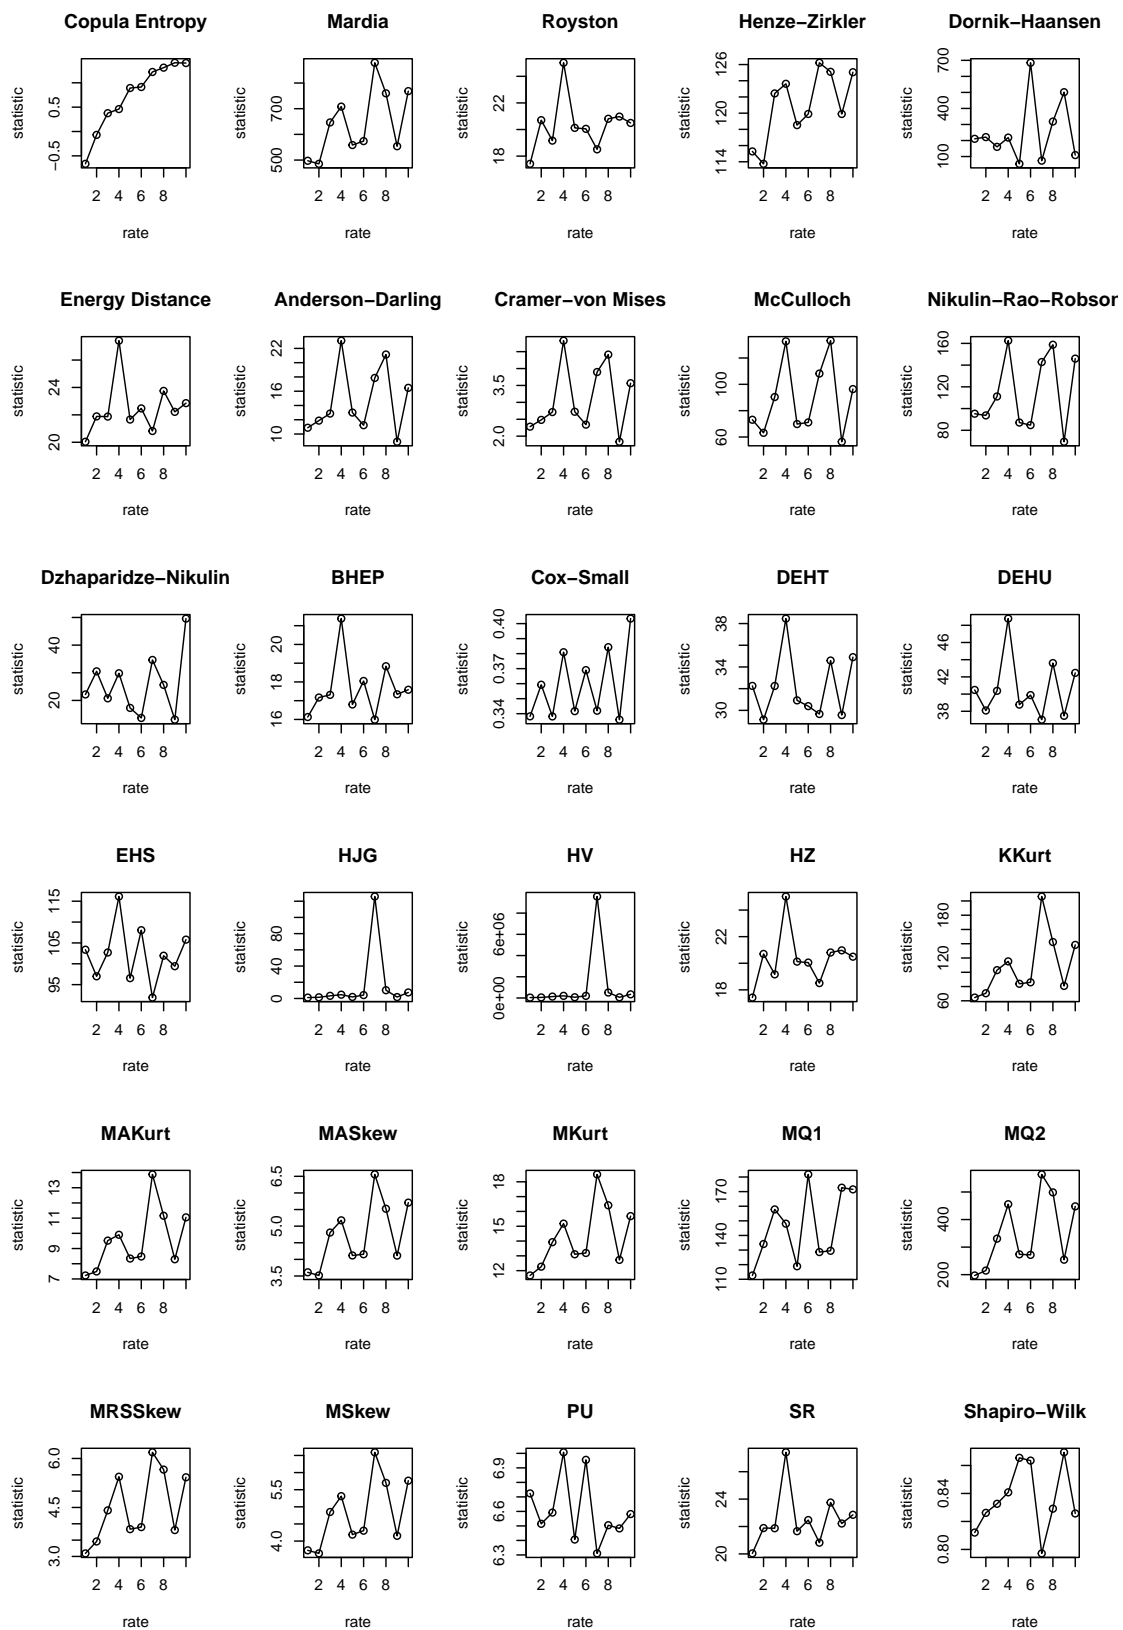 Copula Entropy Mardia Royston Henze−Zirkler Dornik−Haansen
statistic −0.5 0.5 statistic 500 700 statistic 18 22 statistic 114 120 126 statistic 100 400 700
2 4 6 8 2 4 6 8 2 4 6 8 2 4 6 8 2 4 6 8
rate rate rate rate rate
Energy Distance Anderson−Darling Cramer−von Mises McCulloch Nikulin−Rao−Robsor
statistic 20 24 statistic 10 16 22 statistic 2.0 3.5 statistic 60 100 statistic 80 120 160
2 4 6 8 2 4 6 8 2 4 6 8 2 4 6 8 2 4 6 8
rate rate rate rate rate
Dzhaparidze−Nikulin BHEP Cox−Small DEHT DEHU
statistic 20 40 statistic 16 18 20 statistic 0.34 0.37 0.40 statistic 30 34 38 statistic 38 42 46
2 4 6 8 2 4 6 8 2 4 6 8 2 4 6 8 2 4 6 8
rate rate rate rate rate
EHS HJG HV HZ KKurt
statistic 95 105 115 statistic 0 40 80 statistic 0e+00 6e+06 statistic 18 22 statistic 60 120 180
2 4 6 8 2 4 6 8 2 4 6 8 2 4 6 8 2 4 6 8
rate rate rate rate rate
MAKurt MASkew MKurt MQ1 MQ2
statistic 7 9 11 13 statistic 3.5 5.0 6.5 statistic 12 15 18 statistic 110 140 170 statistic 200 400
2 4 6 8 2 4 6 8 2 4 6 8 2 4 6 8 2 4 6 8
rate rate rate rate rate
MRSSkew MSkew PU SR Shapiro−Wilk
statistic 3.0 4.5 6.0 statistic 4.0 5.5 statistic 6.3 6.6 6.9 statistic 20 24 statistic 0.80 0.84
2 4 6 8 2 4 6 8 2 4 6 8 2 4 6 8 2 4 6 8
rate rate rate rate rate